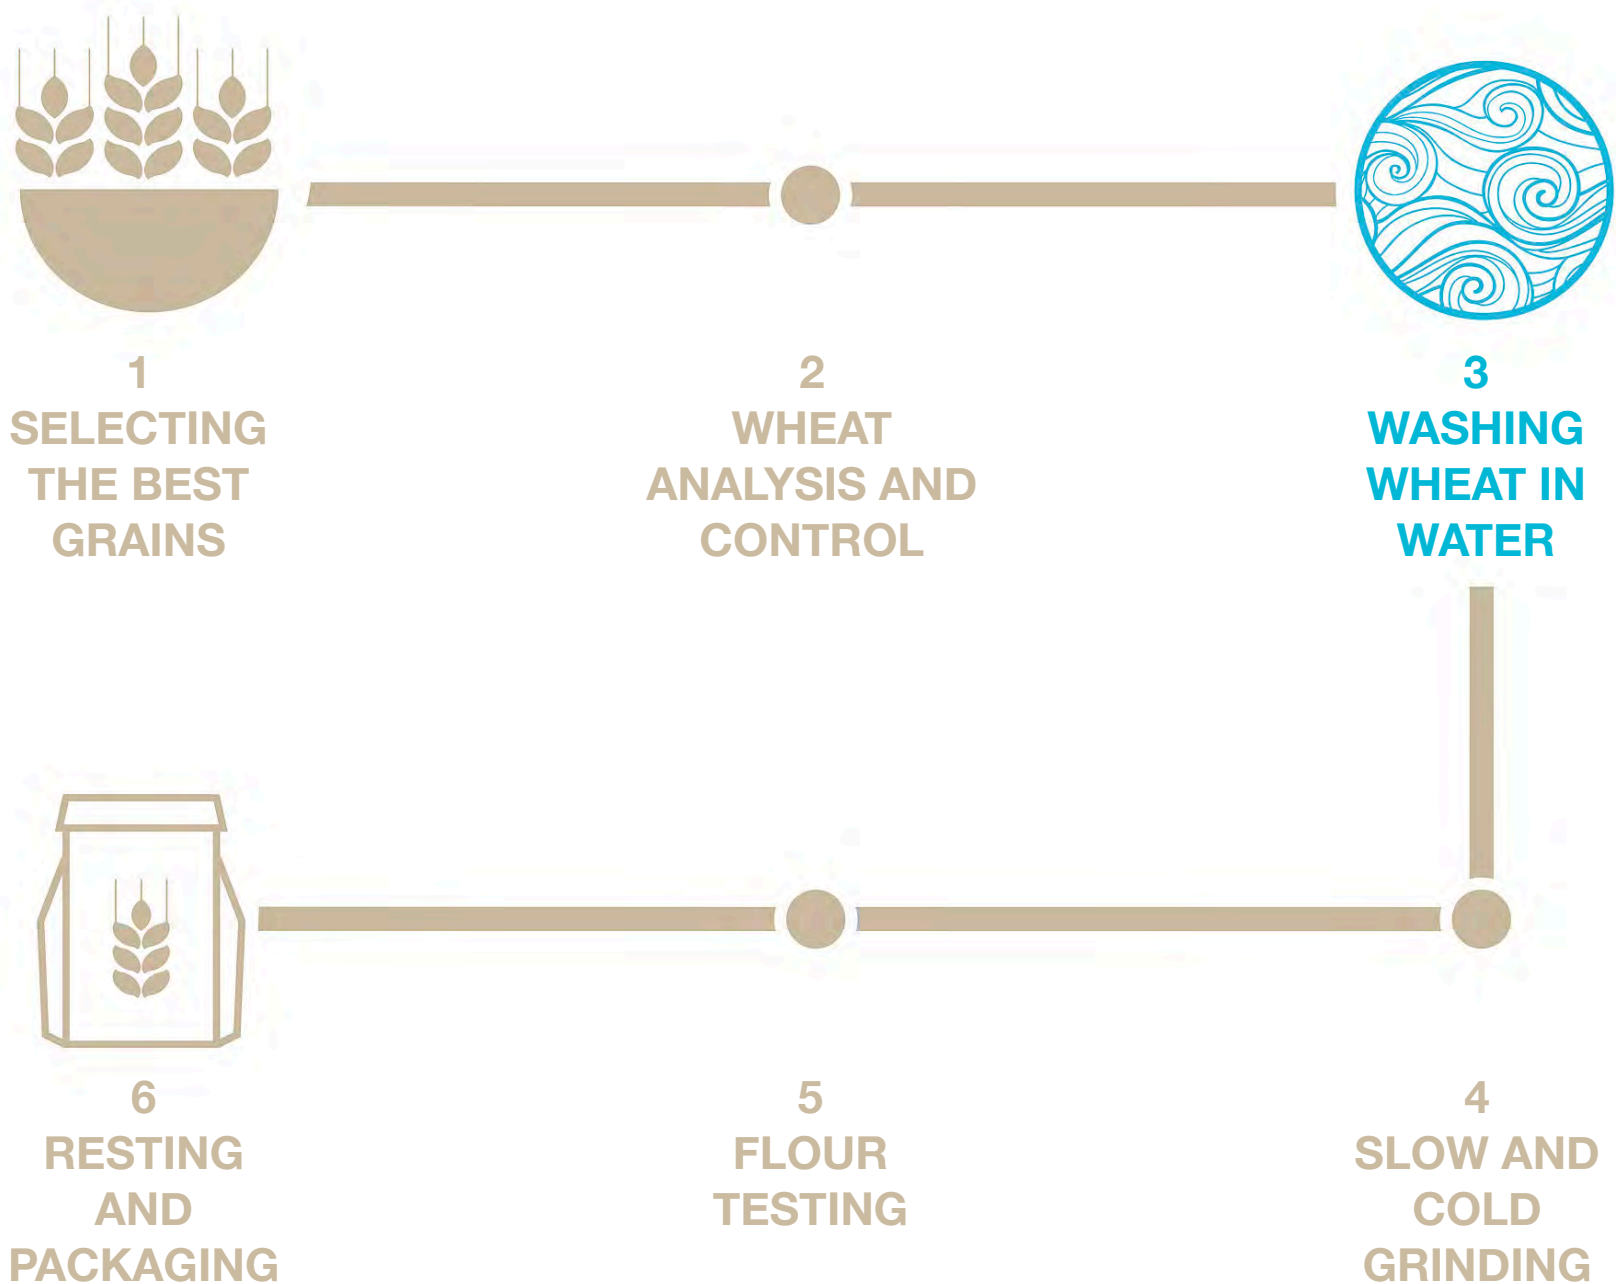 1
SELECTING
THE BEST
GRAINS
2
WHEAT
ANALYSIS AND
CONTROL
3
WASHING
WHEAT IN
WATER
6
RESTING
AND
PACKAGING
5
FLOUR
TESTING
4
SLOW AND
COLD
GRINDING